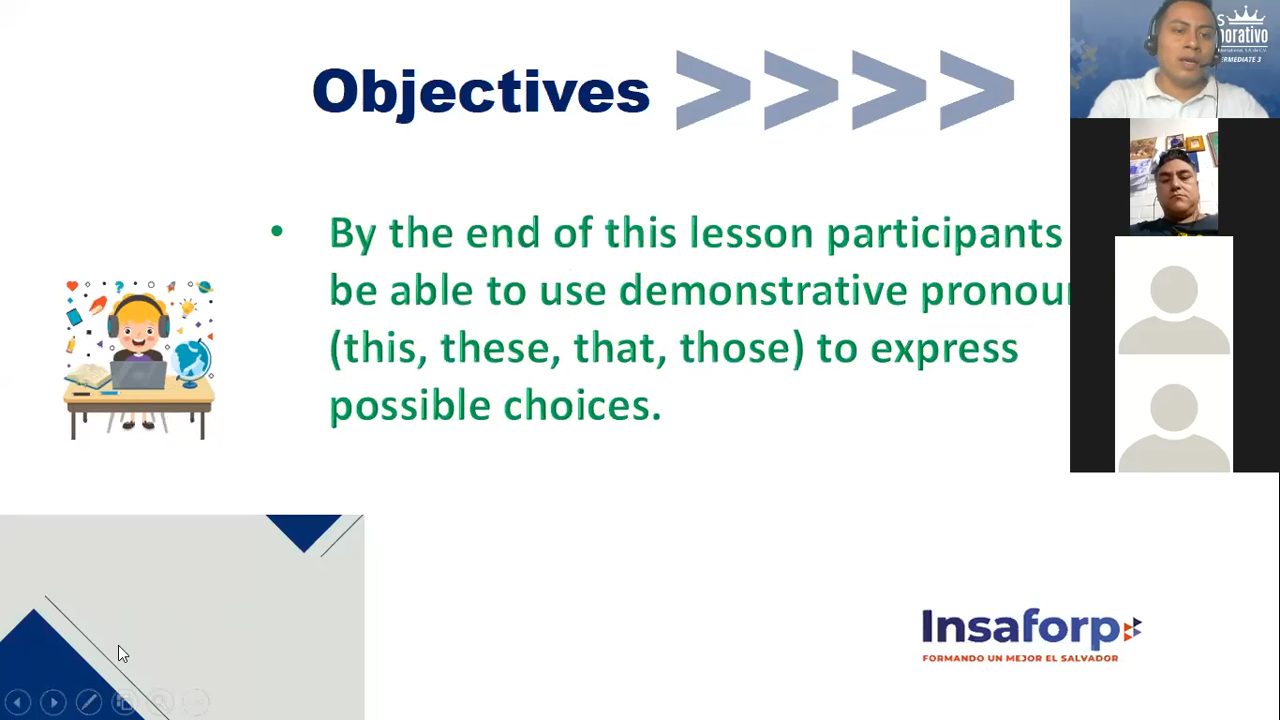 Objectives
• By the end of this lesson participants
be able to use demonstrative
(this, these, that, those) to express
possible choices.
Insaforp
FORMANDO UN MEJOR EL SALVADOR